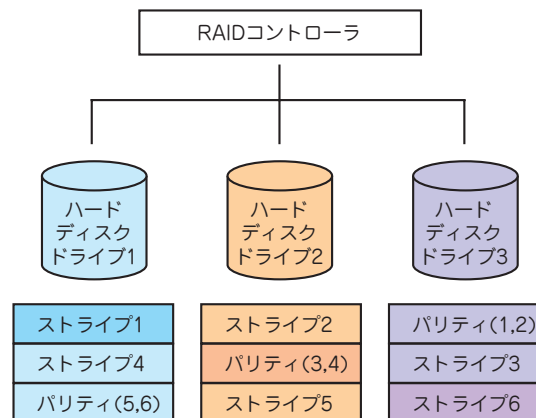 RAIDコントローラ
ハード
ディスク
ドライブ1
ハード
ディスク
ドライブ2
ハード
ディスク
ドライブ3
ストライプ1
ストライプ4
パリティ(5,6)
ストライプ2
パリティ(3,4)
ストライプ5
パリティ(1,2)
ストライプ3
ストライプ6